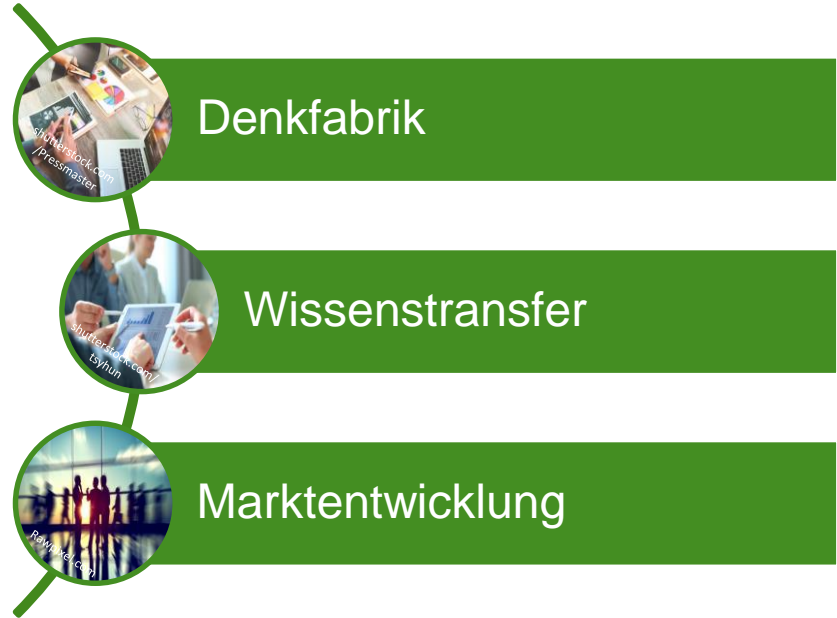 shutterstock.com
/Pressmaster
Denkfabrik
shutterstock.com/
tsyhun
Wissenstransfer
Rawpixel.com
Marktentwicklung